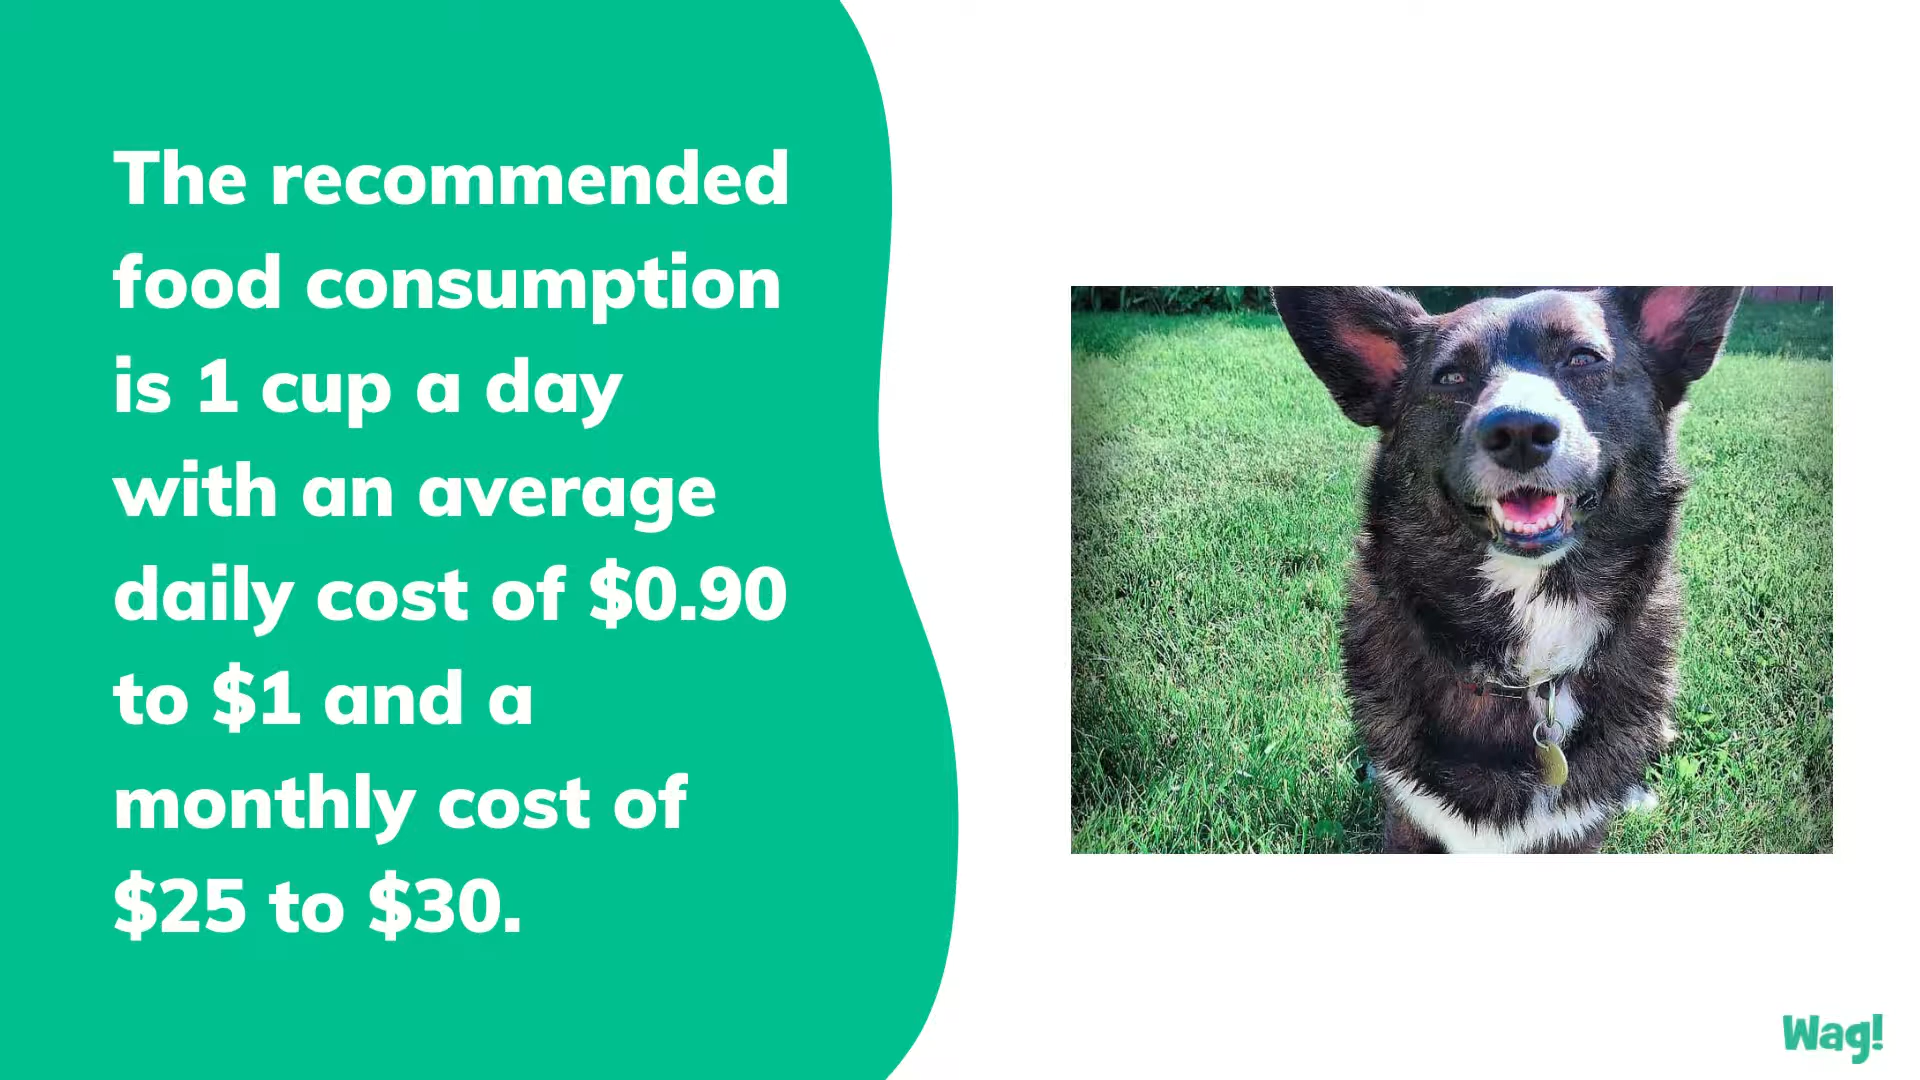 The recommended
food consumption
is 1 cup a day
with an average
daily cost of $0.90
to $1 and a
monthly cost of
$25 to $30.
Wag!